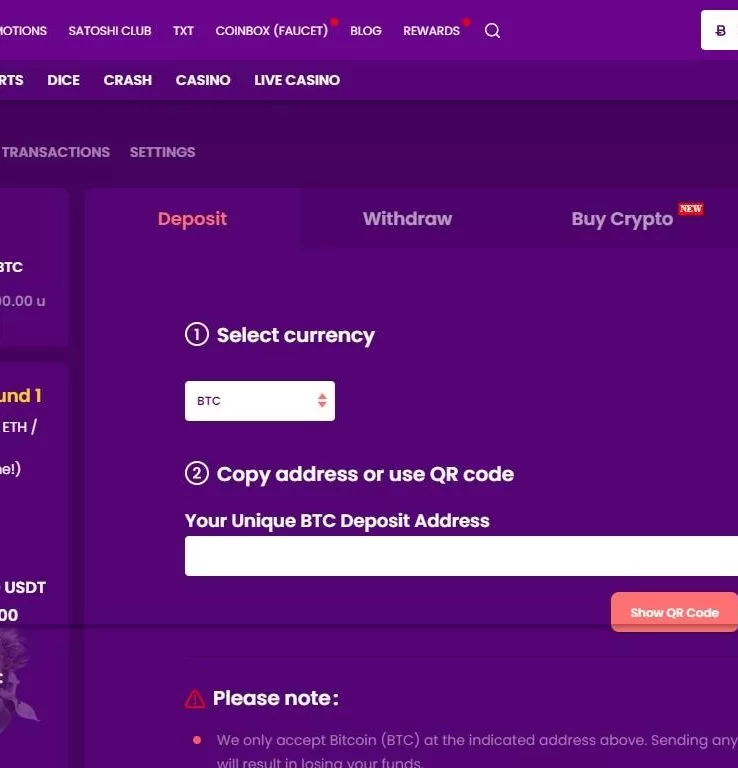 SATOSHI CLUB TXT COINBOX (FAUCET) BLOG REWARDS
DICE CRASH CASINO LIVE CASINO
TRANSACTIONS SETTINGS
Deposit Withdraw Buy Crypto NEW
BTC
00.00 u
① Select currency
BTC
und 1
ETH /
② Copy address or use QR code
Your Unique BTC Deposit Address
USDT
00
Show QR Code
Please note:
We only accept Bitcoin (BTC) at the indicated address above. Sending any
will result in losing your funds.